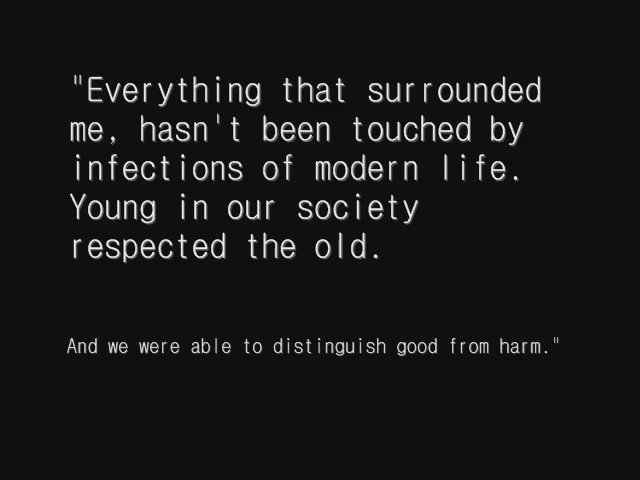 "Everything that surrounded
me, hasn't been touched by
infections of modern life.
Young in our society
respected the old.
And we were able to distinguish good from harm."